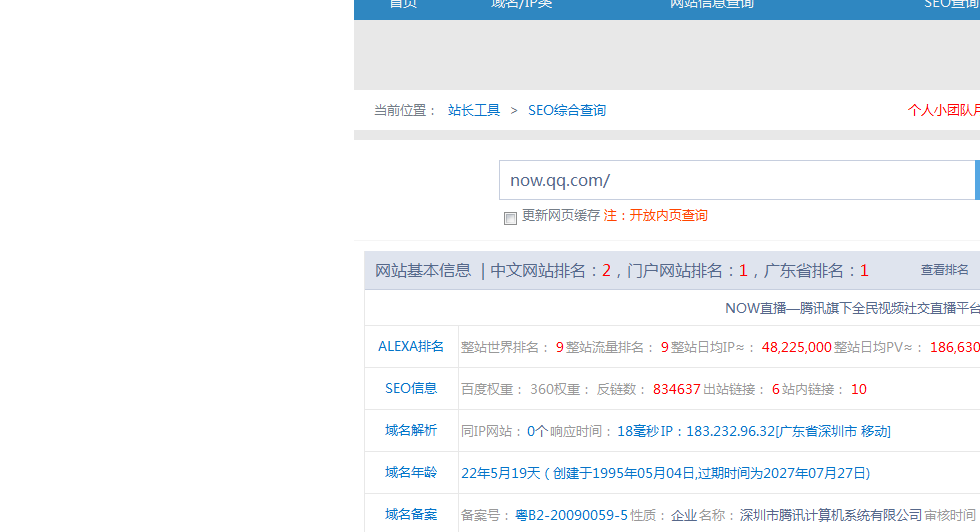 首页 域名/IP类 网站信息查询 SEO查询
当前位置： 站长工具 > SEO综合查询 个人小团队
now.qq.com/
更新网页缓存 注：开放内页查询
网站基本信息 | 中文网站排名：2，门户网站排名：1，广东省排名：1 查看排名
NOW直播—腾讯旗下全民视频社交直播平台
ALEXA排名 整站世界排名： 9 整站流量排名： 9 整站日均IP≈： 48,225,000 整站日均PV≈： 186,630
SEO信息 百度权重： 360权重： 反链数： 834637 出站链接： 6 站内链接： 10
域名解析 同IP网站：0个 响应时间： 18毫秒 IP：183.232.96.32[广东省深圳市 移动]
域名年龄 22年5月19天（创建于1995年05月04日,过期时间为2027年07月27日)
域名备案 备案号：粤B2-20090059-5 性质： 企业 名称： 深圳市腾讯计算机系统有限公司 审核时间